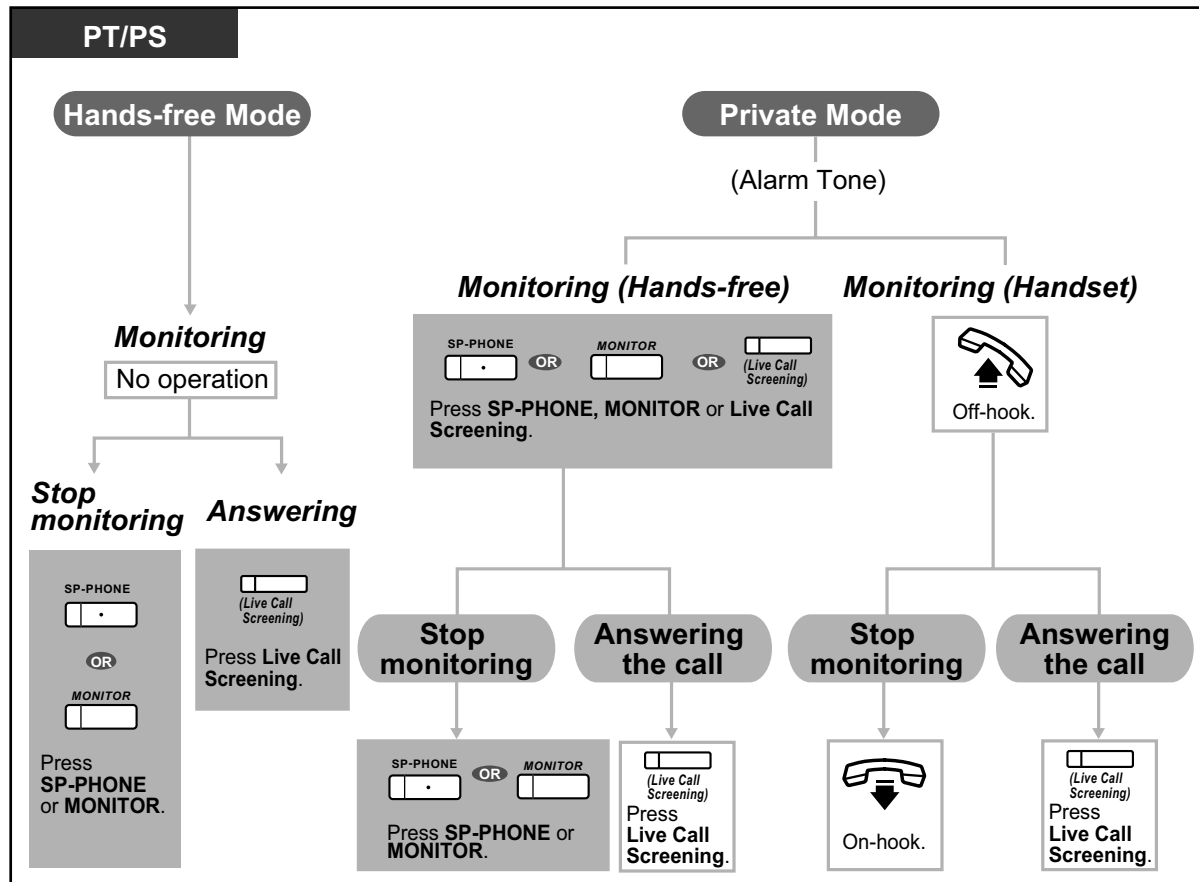 PT/PS
Hands-free Mode
Private Mode
(Alarm Tone)
Monitoring
No operation
Stop
monitoring
SP-PHONE
OR
MONITOR
Press
SP-PHONE
or MONITOR.
Answering
(Live Call
Screening)
Press Live Call
Screening.
Monitoring (Hands-free)
SP-PHONE
OR
MONITOR
OR
(Live Call
Screening)
Press SP-PHONE, MONITOR or Live Call
Screening.
Stop
monitoring
SP-PHONE
OR
MONITOR
Press SP-PHONE or
MONITOR.
Answering
the call
(Live Call
Screening)
Press
Live Call
Screening.
Monitoring (Handset)
Off-hook.
Stop
monitoring
On-hook.
Answering
the call
(Live Call
Screening)
Press
Live Call
Screening.